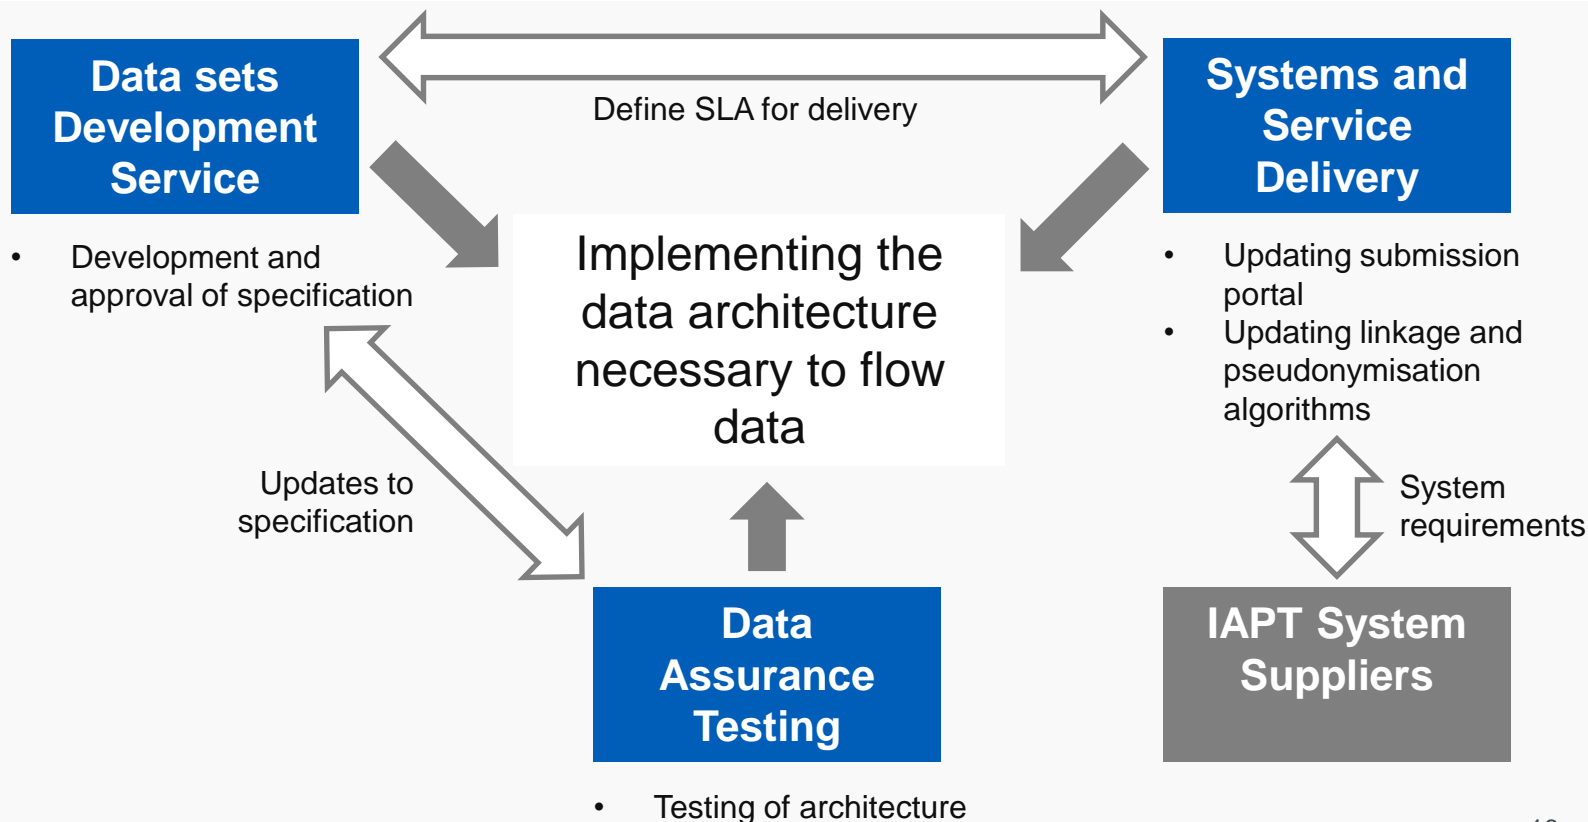 Data sets
Development
Service
Define SLA for delivery
Systems and
Service
Delivery
• Development and
approval of specification
Implementing the
data architecture
necessary to flow
data
• Updating submission
portal
• Updating linkage and
pseudonymisation
algorithms
Updates to
specification
System
requirements
Data
Assurance
Testing
IAPT System
Suppliers
• Testing of architecture